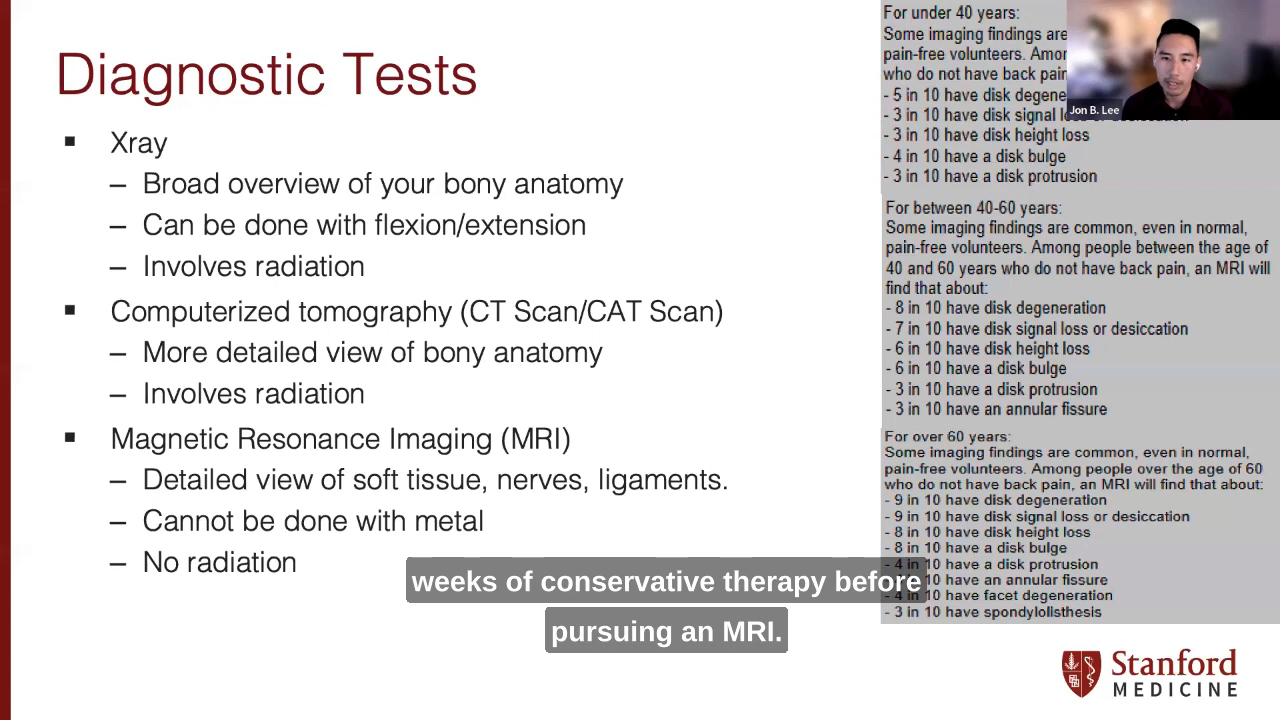 Diagnostic Tests
▪ Xray
– Broad overview of your bony anatomy
– Can be done with flexion/extension
– Involves radiation
▪ Computerized tomography (CT Scan/CAT Scan)
– More detailed view of bony anatomy
– Involves radiation
▪ Magnetic Resonance Imaging (MRI)
– Detailed view of soft tissue, nerves, ligaments.
– Cannot be done with metal
– No radiation
For under 40 years:
Some imaging findings are
pain-free volunteers.
who do not have back pain
- 5 in 10 have disk
- 3 in 10 have disk signal
- 3 in 10 have disk height loss
- 4 in 10 have a disk bulge
- 3 in 10 have a disk protrusion
Jon B. Lee
For between 40-60 years:
Some imaging findings are common, even in normal,
pain-free volunteers. Among people between the age of
40 and 60 years who do not have back pain, an MRI will
find that about:
- 8 in 10 have disk degeneration
- 7 in 10 have disk signal loss or desiccation
- 6 in 10 have disk height loss
- 6 in 10 have a disk bulge
- 3 in 10 have a disk protrusion
- 3 in 10 have an annular fissure
For over 60 years:
Some imaging findings are common, even in normal,
pain-free volunteers. Among people over the age of 60
who do not have back pain, an MRI will find that about:
- 9 in 10 have disk degeneration
- 9 in 10 have disk signal loss or desiccation
- 8 in 10 have disk height loss
- 8 in 10 have a disk bulge
- 4 in 10 have a disk protrusion
in 10 have an annular fissure
- 4 in 10 have facet degeneration
- 3 in 10 have spondylolisthesis
weeks of conservative therapy before
pursuing an MRI.
Stanford
MEDICINE